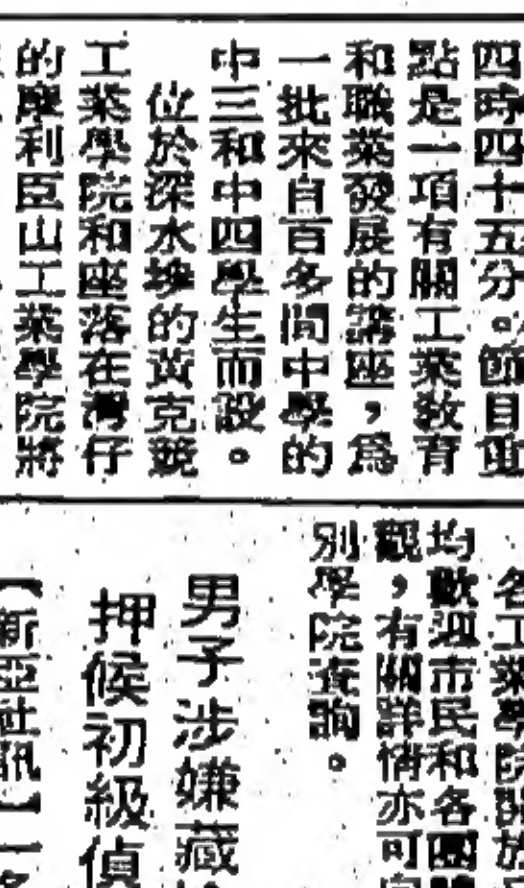 四時四十五分。節目重
點是一項有關工業教育
和職業發展的講座，爲
一批來自百多間中學的
中三和中四學生而設。
位於深水埗的黃克競
工業學院和座落在灣仔
的摩利臣山工業學院將
各工業學院開放
均歡迎市民和各團
觀，有關詳情亦可向
別學院查詢。
男子涉嫌藏
押候初級偵
【新亞社訊】一名